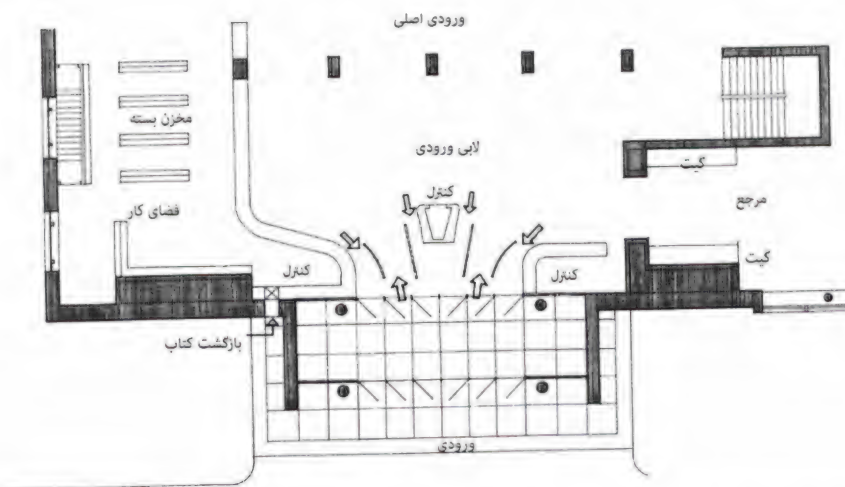 ورودی اصلی
مخزن بسته
لابی ورودی
گیت
کنترل
مرجع
فضای کار
کنترل
کنترل
گیت
بازگشت کتاب
ورودی